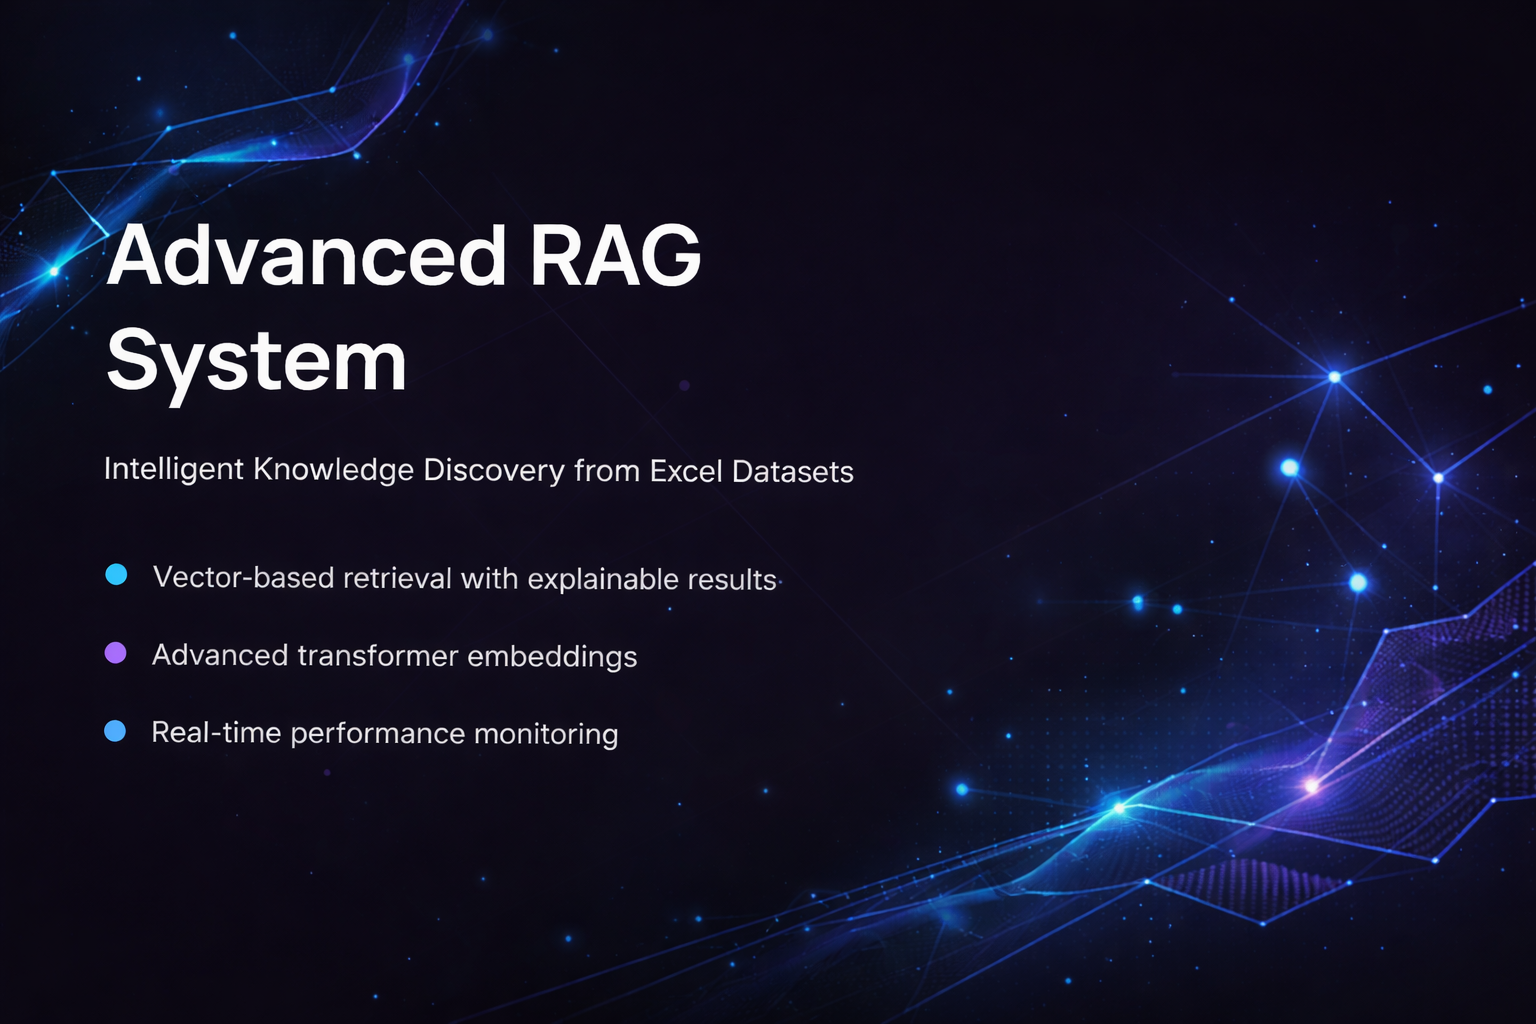 Advanced RAG
System
Intelligent Knowledge Discovery from Excel Datasets
Vector-based retrieval with explainable results
Advanced transformer embeddings
Real-time performance monitoring